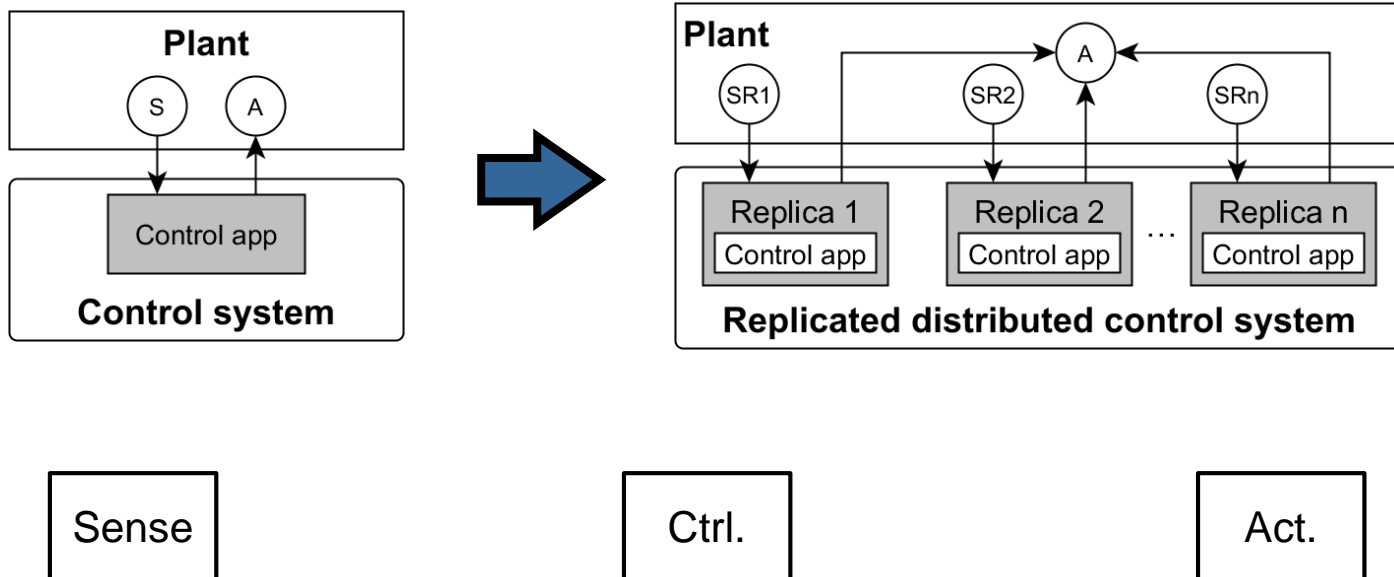 Plant
S
A
Control app
Control system
Plant
A
SR1
SR2
SRn
Replica 1
Replica 2
Replica n
Control app
Control app
...
Control app
Replicated distributed control system
Sense
Ctrl.
Act.